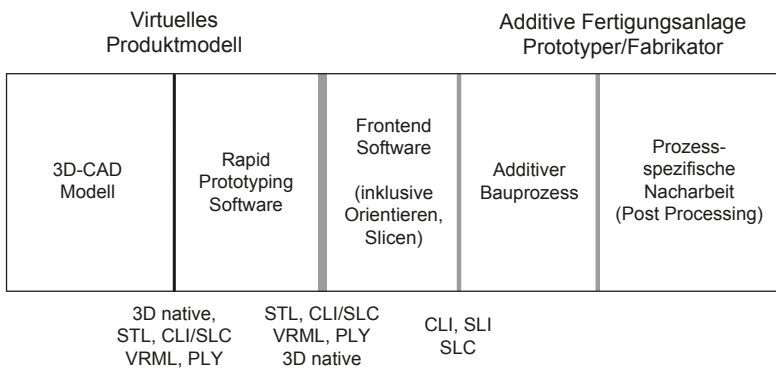 Virtuelles
Produktmodell
Additive Fertigungsanlage
Prototyper/Fabrikator
3D-CAD
Modell
Rapid
Prototyping
Software
Frontend
Software
(inklusive
Orientieren,
Slicen)
Additiver
Bauprozess
Prozess-
spezifische
Nacharbeit
(Post Processing)
3D native,
STL, CLI/SLC
VRML, PLY
STL, CLI/SLC
VRML, PLY
3D native
CLI, SLI
SLC